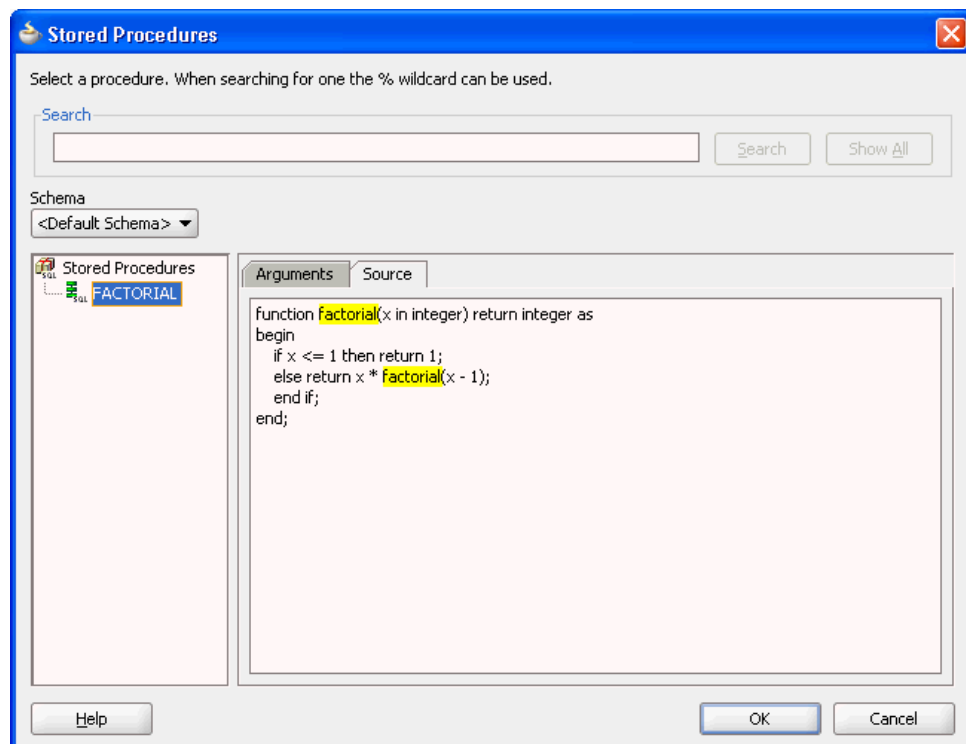 Stored Procedures
Select a procedure. When searching for one the % wildcard can be used.
Search
Search Show All
Schema
<Default Schema>
Stored Procedures
SQL
FACTORIAL
SQL
Arguments Source
function factorial(x in integer) return integer as
begin
if x <= 1 then return 1;
else return x * factorial(x - 1);
end if;
end;
Help OK Cancel